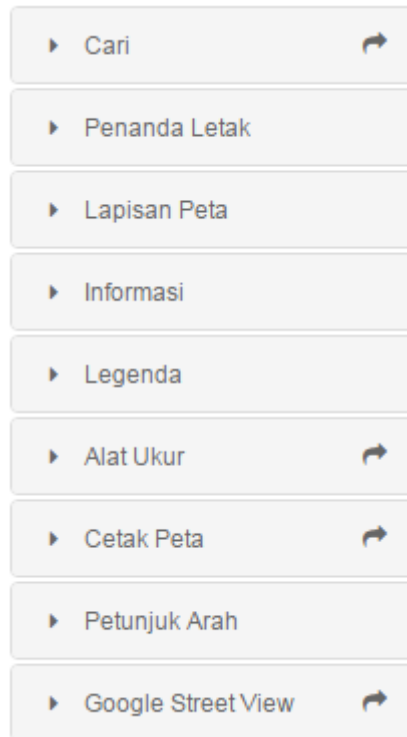 Cari
Penanda Letak
Lapisan Peta
Informasi
Legenda
Alat Ukur
Cetak Peta
Petunjuk Arah
Google Street View